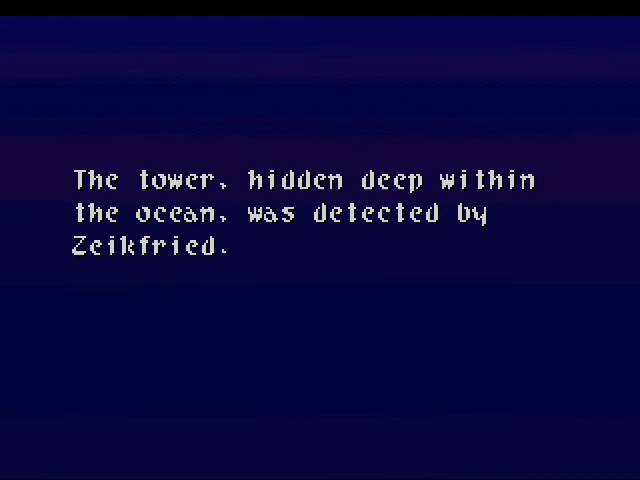 The tower, hidden deep within
the ocean, was detected by
Zeikfried.